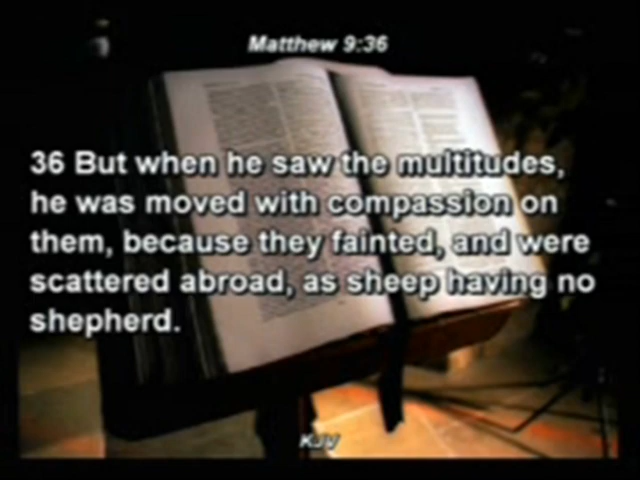 Matthew 9:36
36 But when he saw the multitudes,
he was moved with compassion on
them, because they fainted, and were
scattered abroad, as sheep having no
shepherd.
KJV